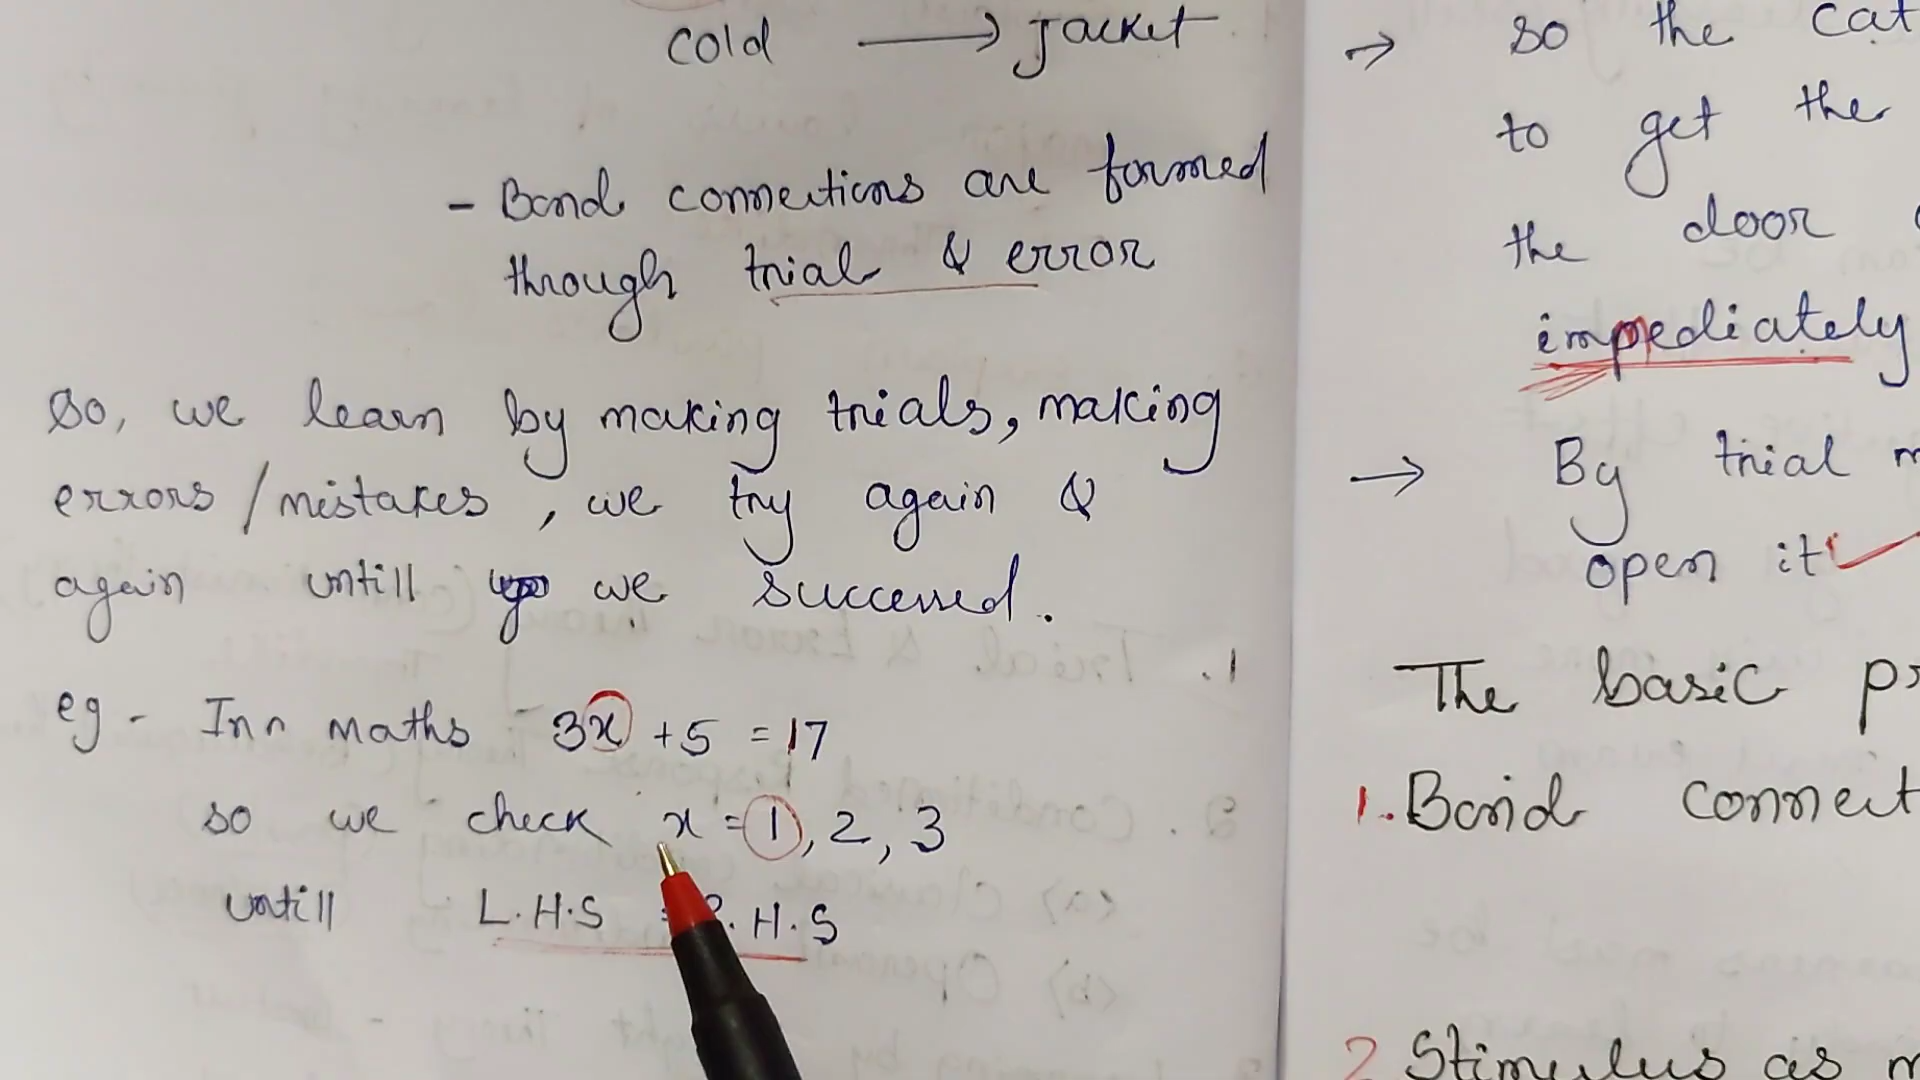 cold → Jacket
- Bond connections are formed
through trial & error
So, we learn by making trials, making
errors/mistakes, we try again &
again untill we succeed.
eg - In maths 3x + 5 = 17
so we check x = 1, 2, 3
untill L.H.S = R.H.S
→ so the cat
to get the
the door
immediately
→ By trial
open it
The basic
1. Bond connect
2 Stimulus as